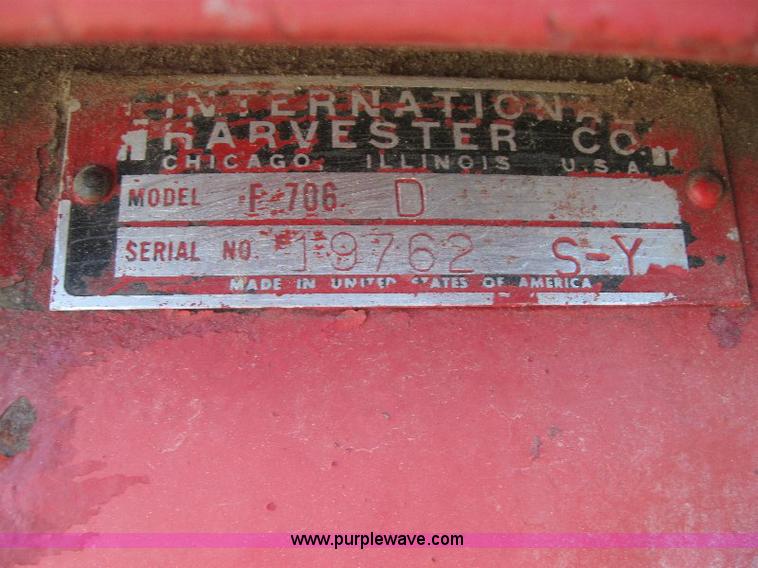 INTERNATIONAL
HARVESTER CO.
CHICAGO, ILLINOIS U.S.A.
MODEL F 706 D
SERIAL NO. 19762 S-Y
MADE IN UNITED STATES OF AMERICA
www.purplewave.com